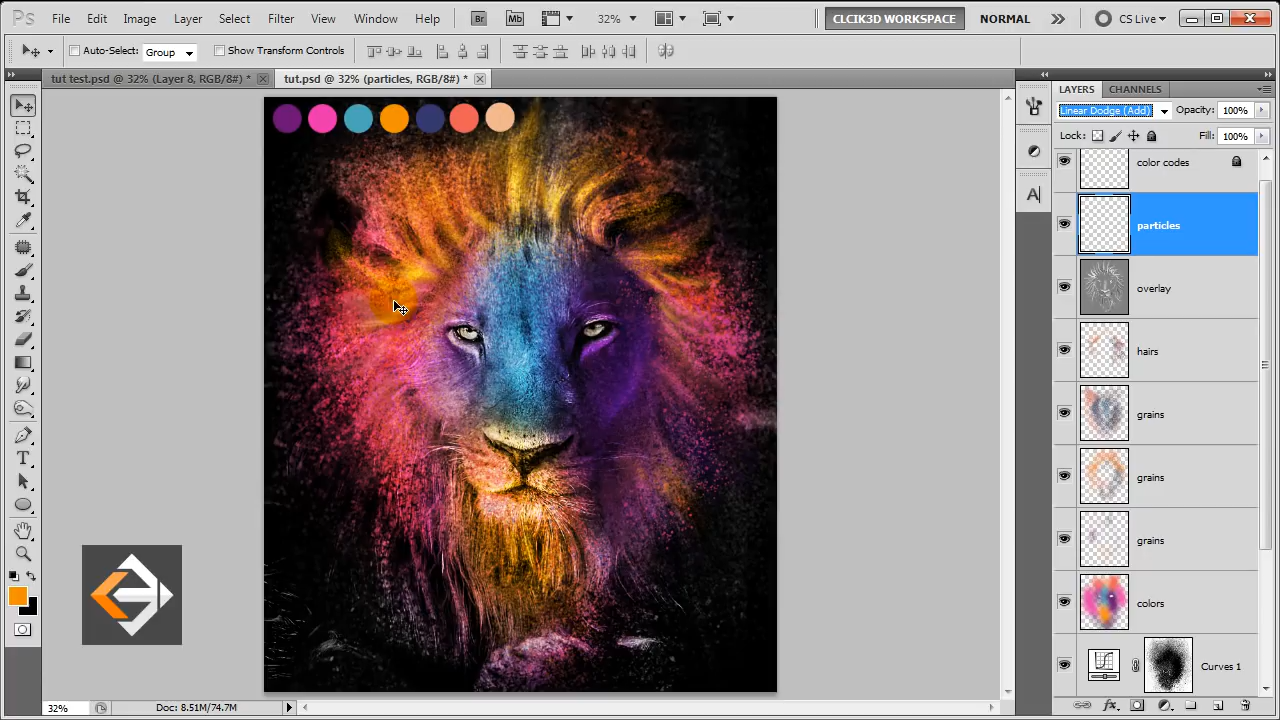 Ps File Edit Image Layer Select Filter View Window Help Br Mb 32% CLCIK3D WORKSPACE NORMAL CS Live
Auto-Select: Group Show Transform Controls
tut test.psd @ 32% (Layer 8, RGB/8#) * tut.psd @ 32% (particles, RGB/8#) *
LAYERS CHANNELS
Linear Dodge (Add) Opacity: 100%
Lock: Fill: 100%
color codes
particles
overlay
hairs
grains
grains
grains
colors
Curves 1
A
T
32% Doc: 8.51M/74.7M